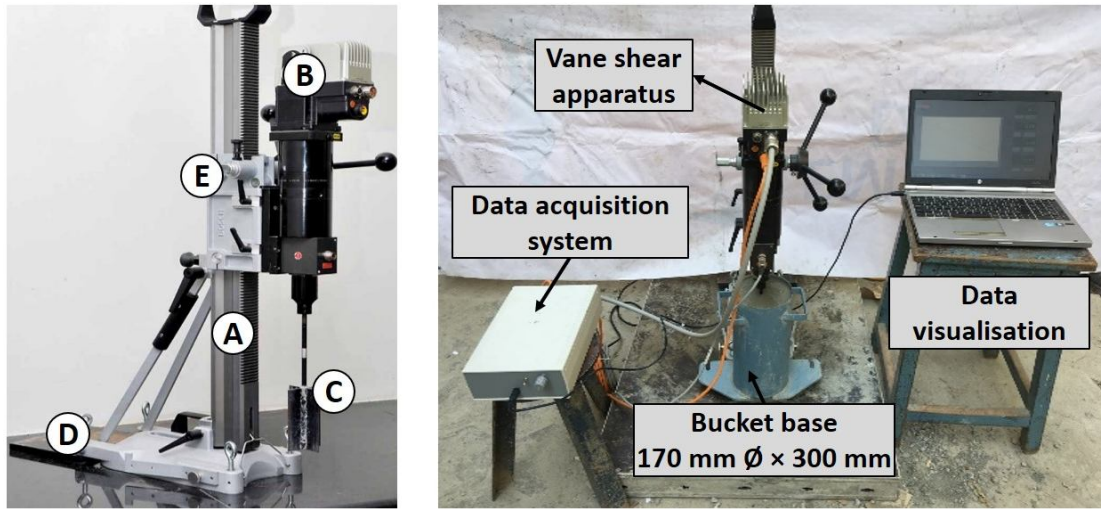 B
E
A
C
D
Vane shear
apparatus
Data acquisition
system
Data
visualisation
Bucket base
170 mm Ø × 300 mm